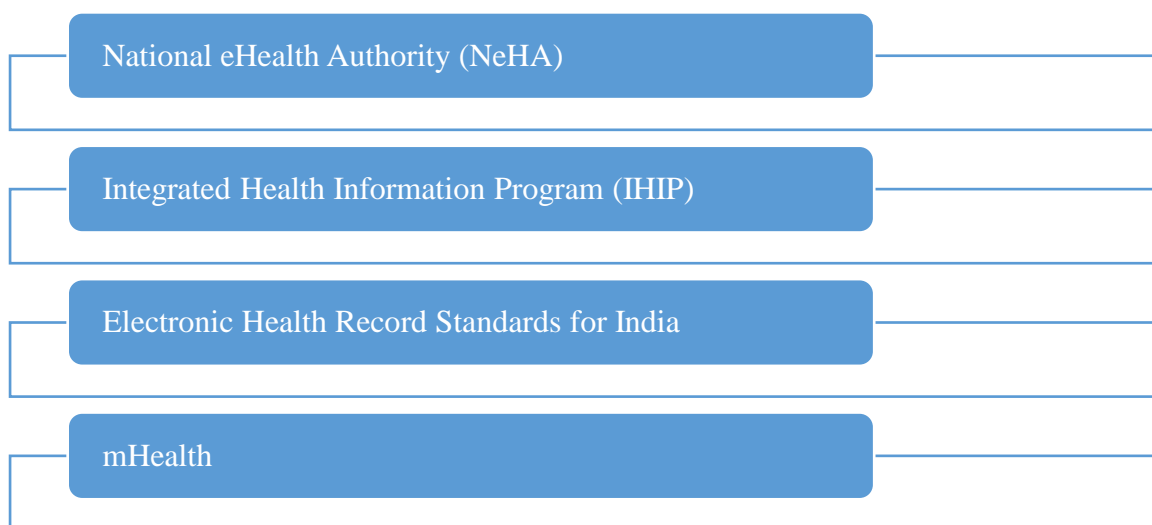 National eHealth Authority (NeHA)
Integrated Health Information Program (IHIP)
Electronic Health Record Standards for India
mHealth